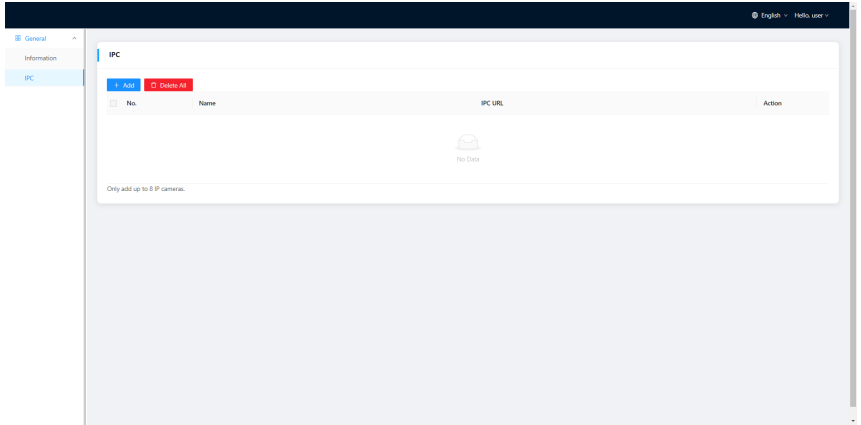 English Hello, user
General
Information
IPC
IPC
+ Add Delete All
No. Name IPC URL Action
No Data
Only add up to 8 IP cameras.